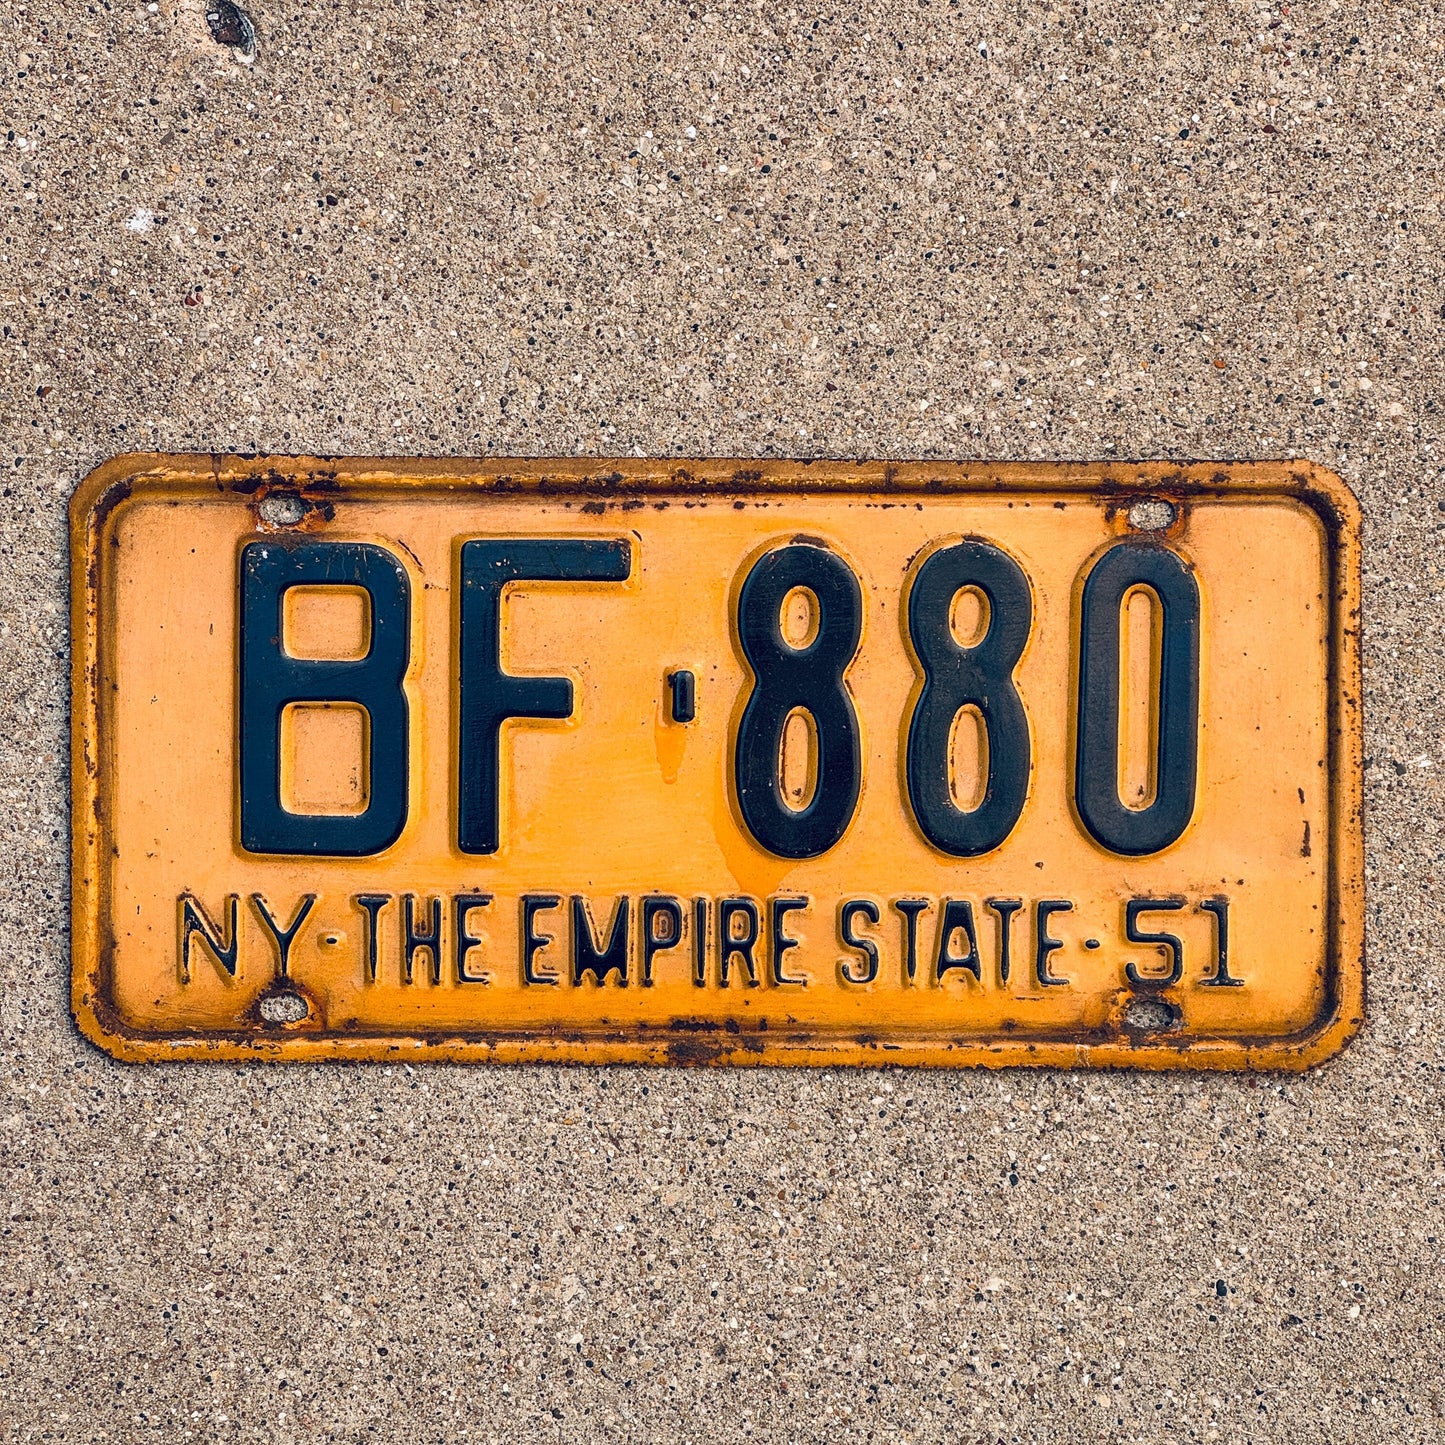 BF-880
NY-THE EMPIRE STATE-51